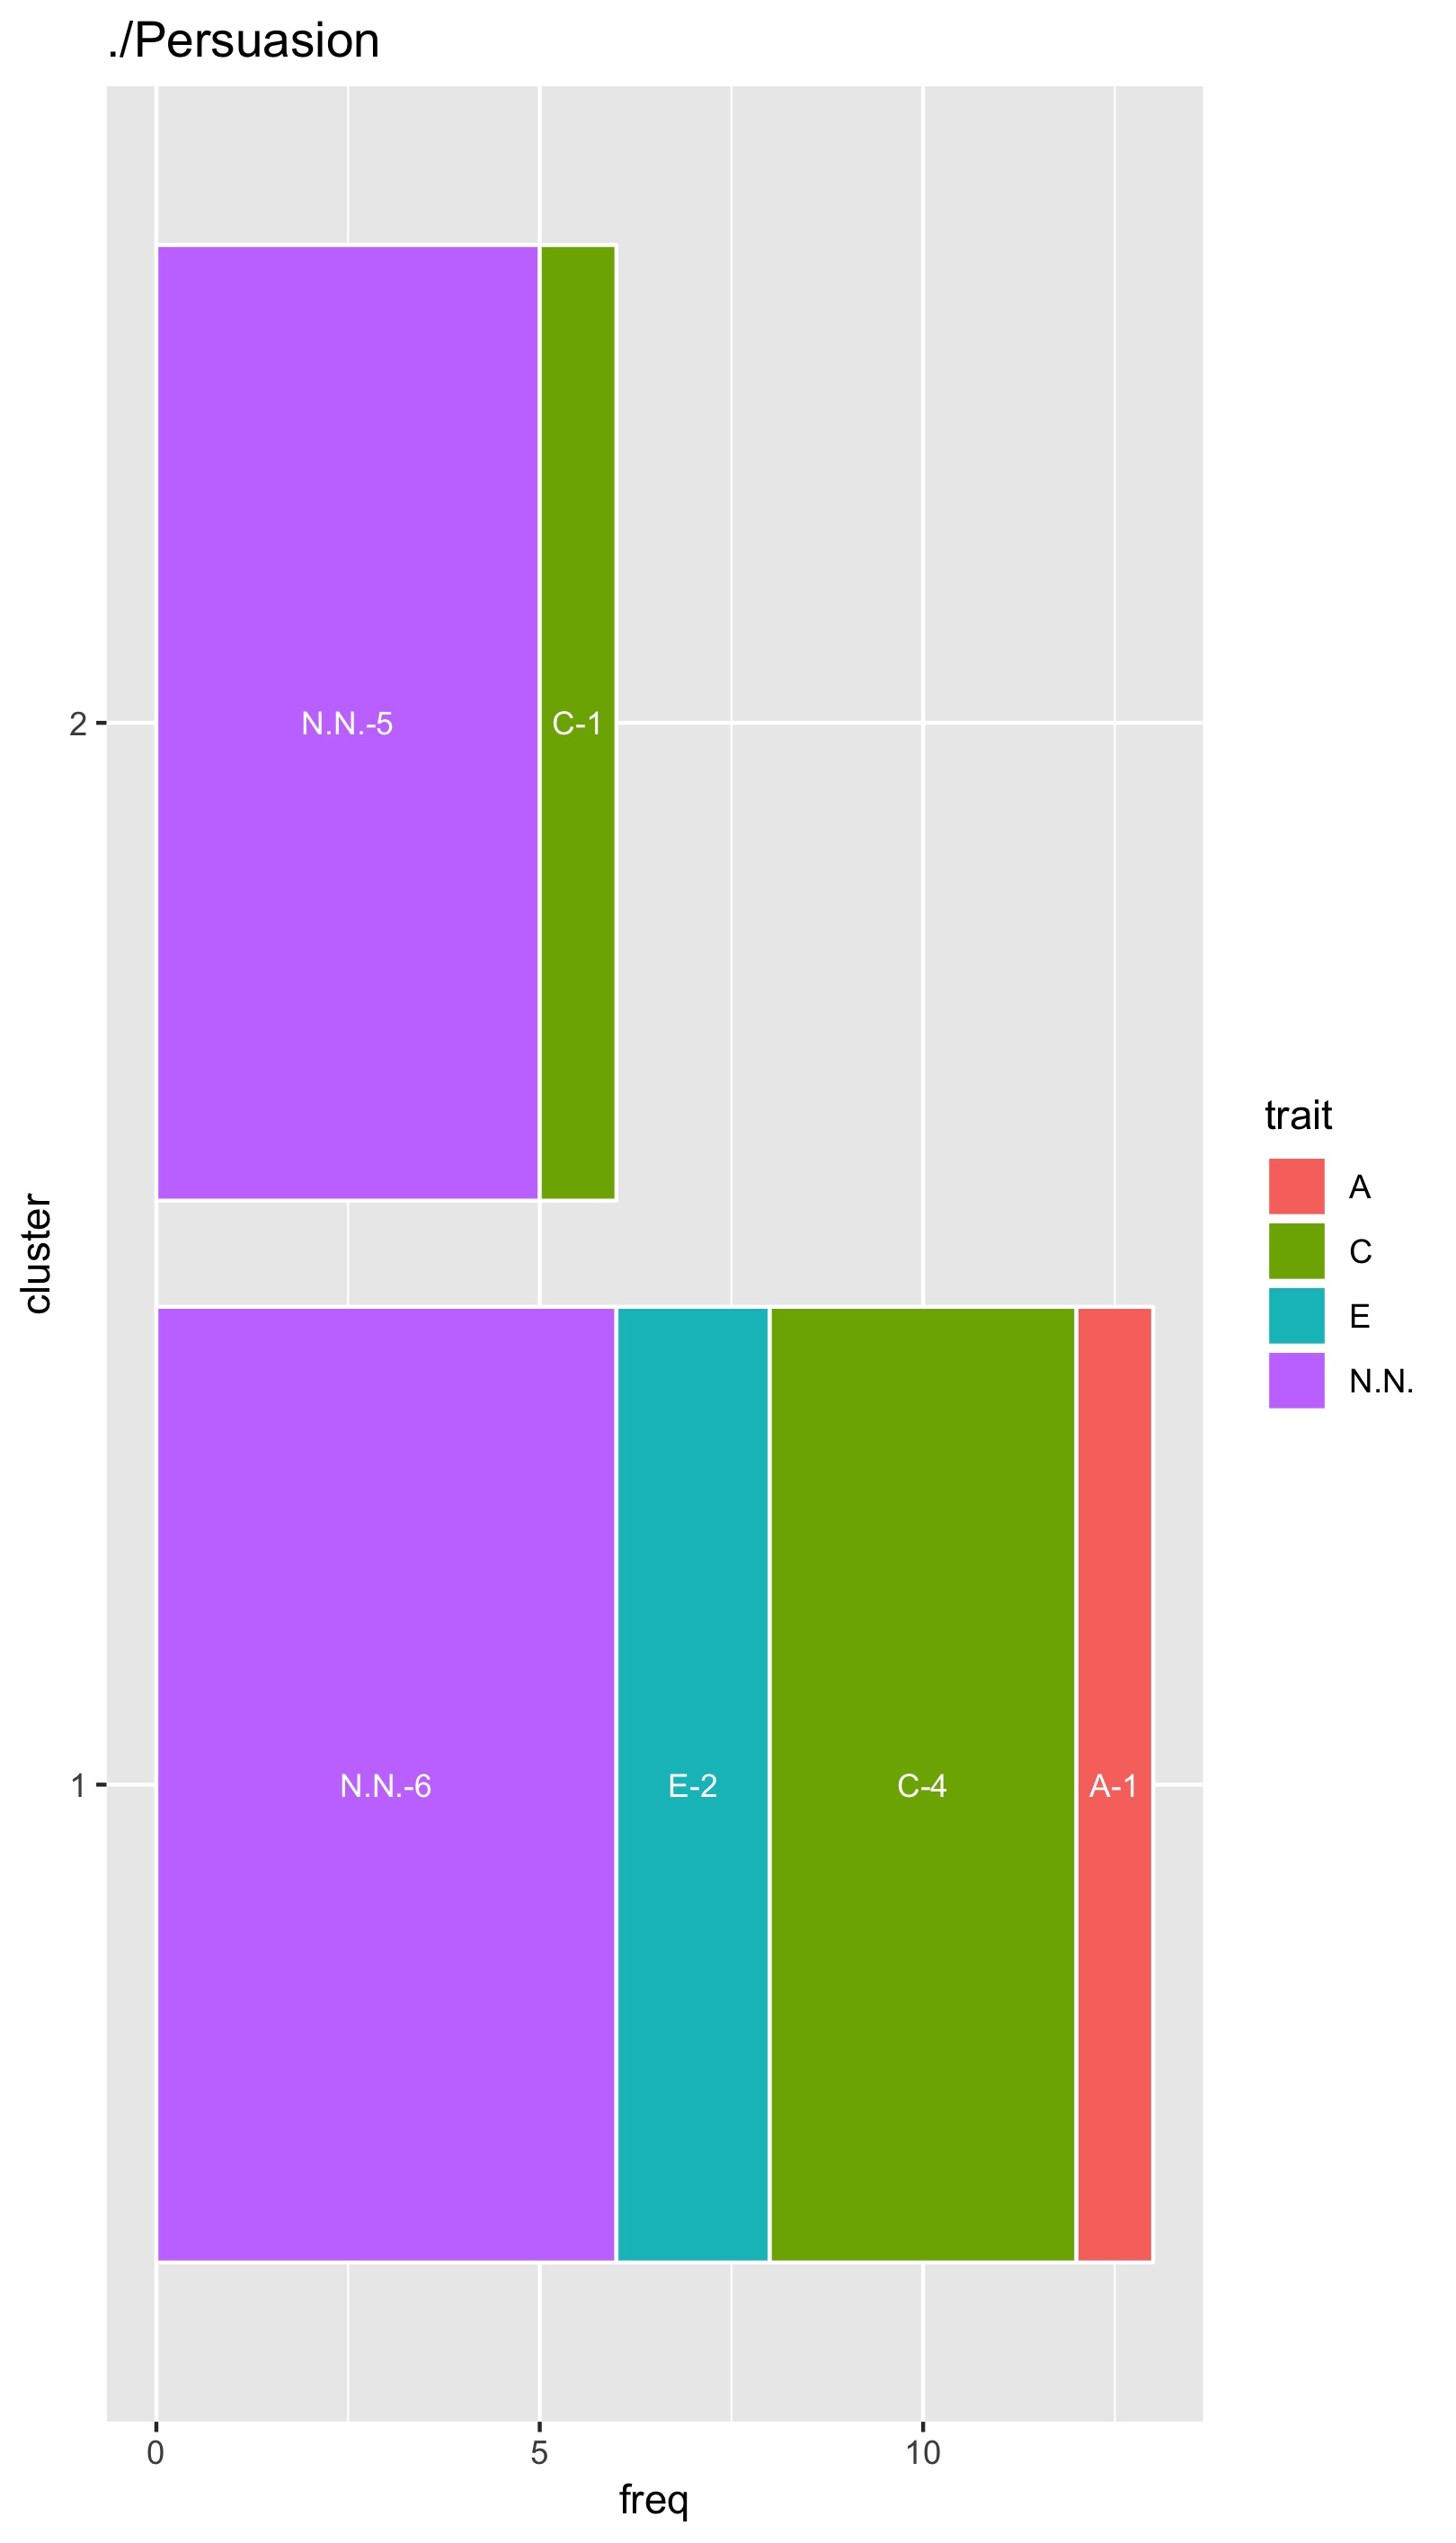 ./Persuasion
2
N.N.-5
C-1
cluster
trait
A
C
E
N.N.
1
N.N.-6
E-2
C-4
A-1
0
5
10
freq